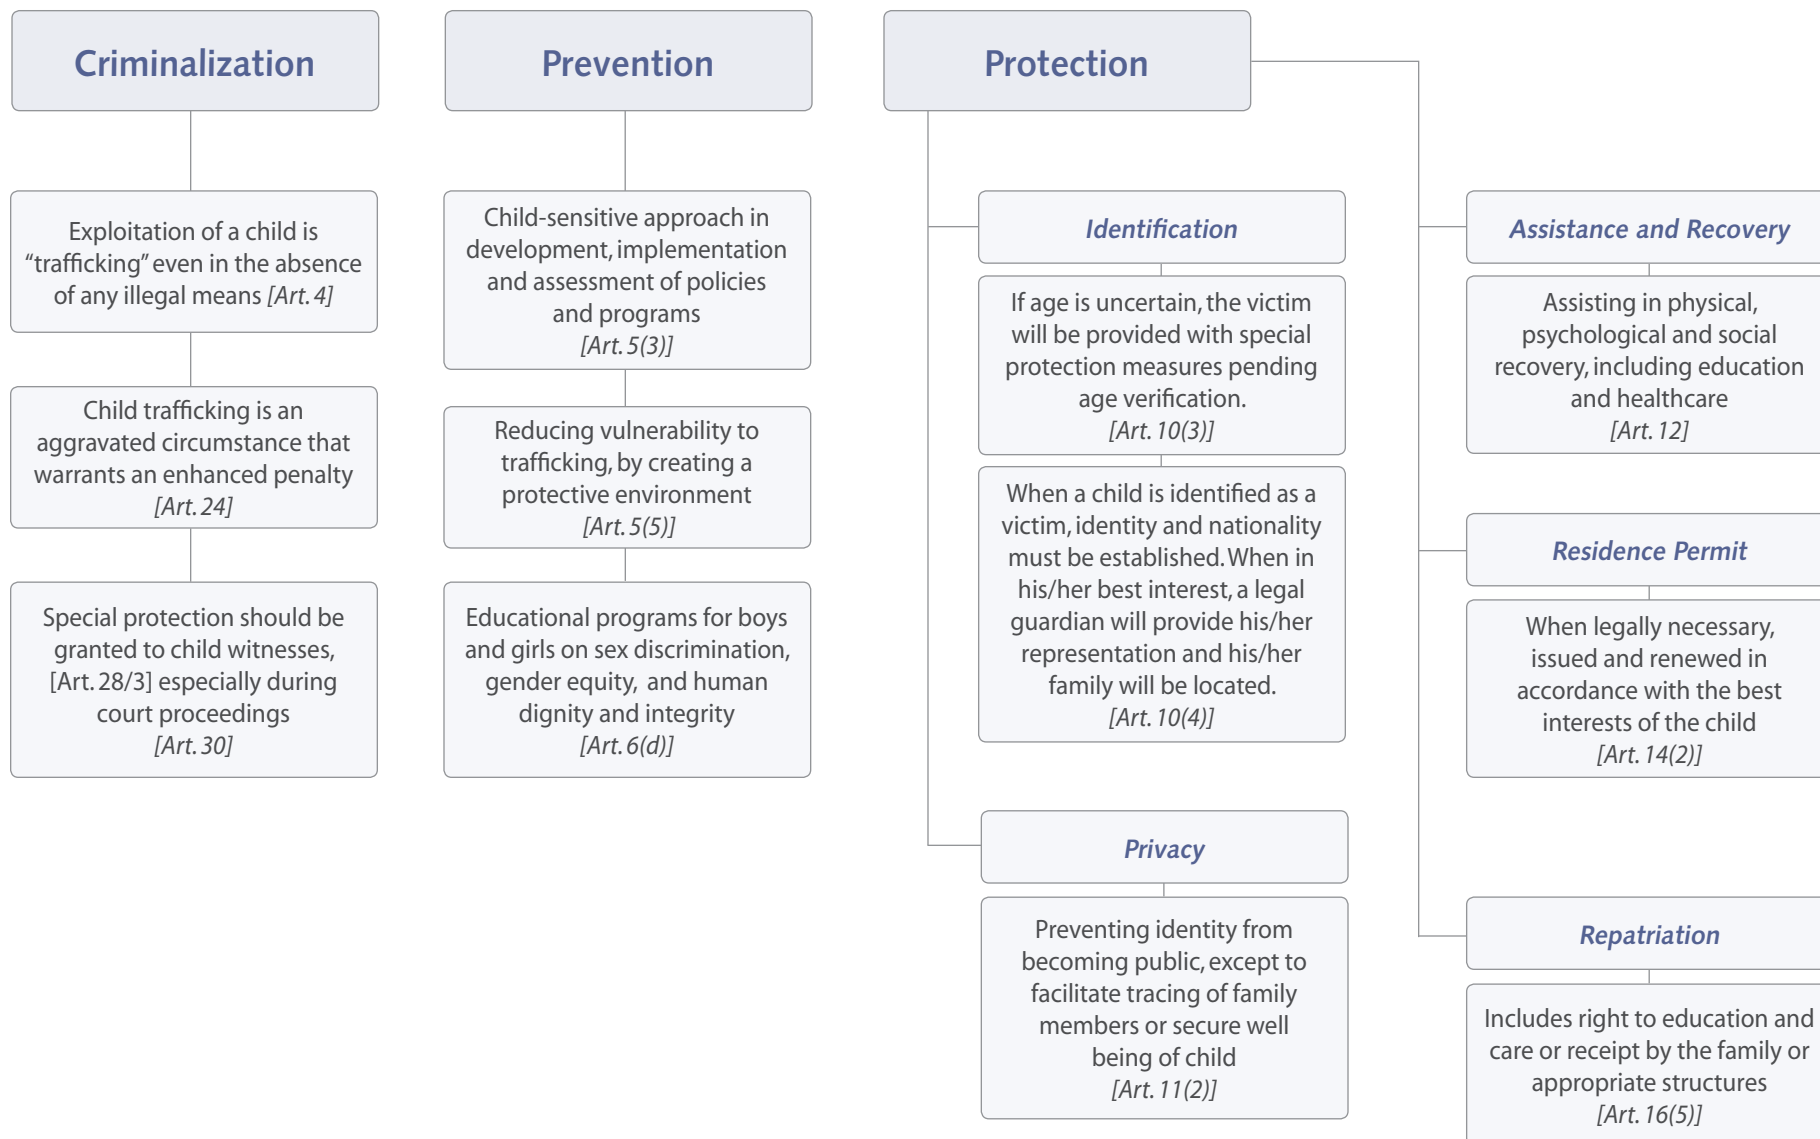 Criminalization
Exploitation of a child is
“trafficking” even in the absence
of any illegal means [Art. 4]
Child trafficking is an
aggravated circumstance that
warrants an enhanced penalty
[Art. 24]
Special protection should be
granted to child witnesses,
[Art. 28/3] especially during
court proceedings
[Art. 30]
Prevention
Child-sensitive approach in
development, implementation
and assessment of policies
and programs
[Art. 5(3)]
Reducing vulnerability to
trafficking, by creating a
protective environment
[Art. 5(5)]
Educational programs for boys
and girls on sex discrimination,
gender equity, and human
dignity and integrity
[Art. 6(d)]
Protection
Identification
If age is uncertain, the victim
will be provided with special
protection measures pending
age verification.
[Art. 10(3)]
When a child is identified as a
victim, identity and nationality
must be established. When in
his/her best interest, a legal
guardian will provide his/her
representation and his/her
family will be located.
[Art. 10(4)]
Privacy
Preventing identity from
becoming public, except to
facilitate tracing of family
members or secure well
being of child
[Art. 11(2)]
Assistance and Recovery
Assisting in physical,
psychological and social
recovery, including education
and healthcare
[Art. 12]
Residence Permit
When legally necessary,
issued and renewed in
accordance with the best
interests of the child
[Art. 14(2)]
Repatriation
Includes right to education and
care or receipt by the family or
appropriate structures
[Art. 16(5)]